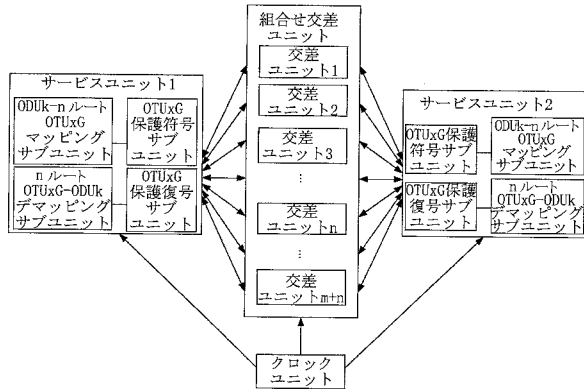 組合せ交差
ユニット
交差
ユニット1
交差
ユニット2
交差
ユニット3
⋮
交差
ユニットn
⋮
交差
ユニットm+n
サービスユニット1
ODUk-nルート
OTUxG
マッピング
サブユニット
OTUxG
保護符号
サブ
ユニット
nルート
OTUxG-ODUk
デマッピング
サブユニット
OTUxG
保護復号
サブ
ユニット
サービスユニット2
OTUxG保護
符号サブ
ユニット
ODUk-nルート
OTUxG
マッピング
サブユニット
OTUxG保護
復号サブ
ユニット
nルート
OTUxG-ODUk
デマッピング
サブユニット
クロック
ユニット